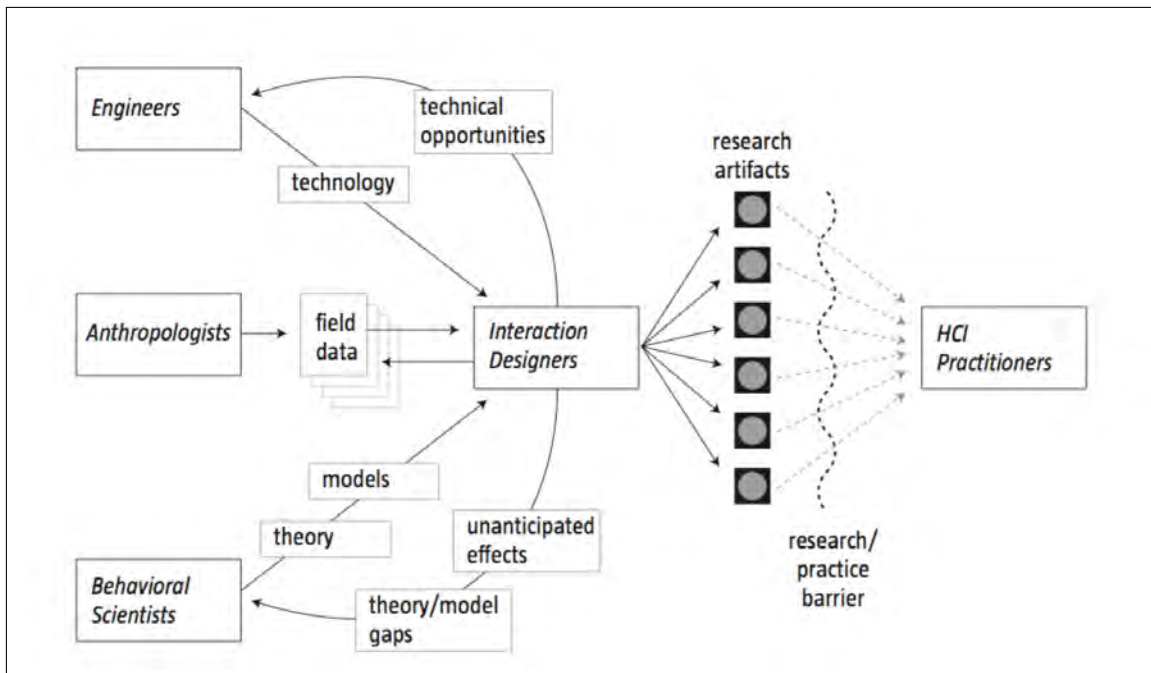 Engineers
technical
opportunities
technology
research
artifacts
Anthropologists
field
data
Interaction
Designers
HCI
Practitioners
models
theory
unanticipated
effects
research/
practice
barrier
Behavioral
Scientists
theory/model
gaps